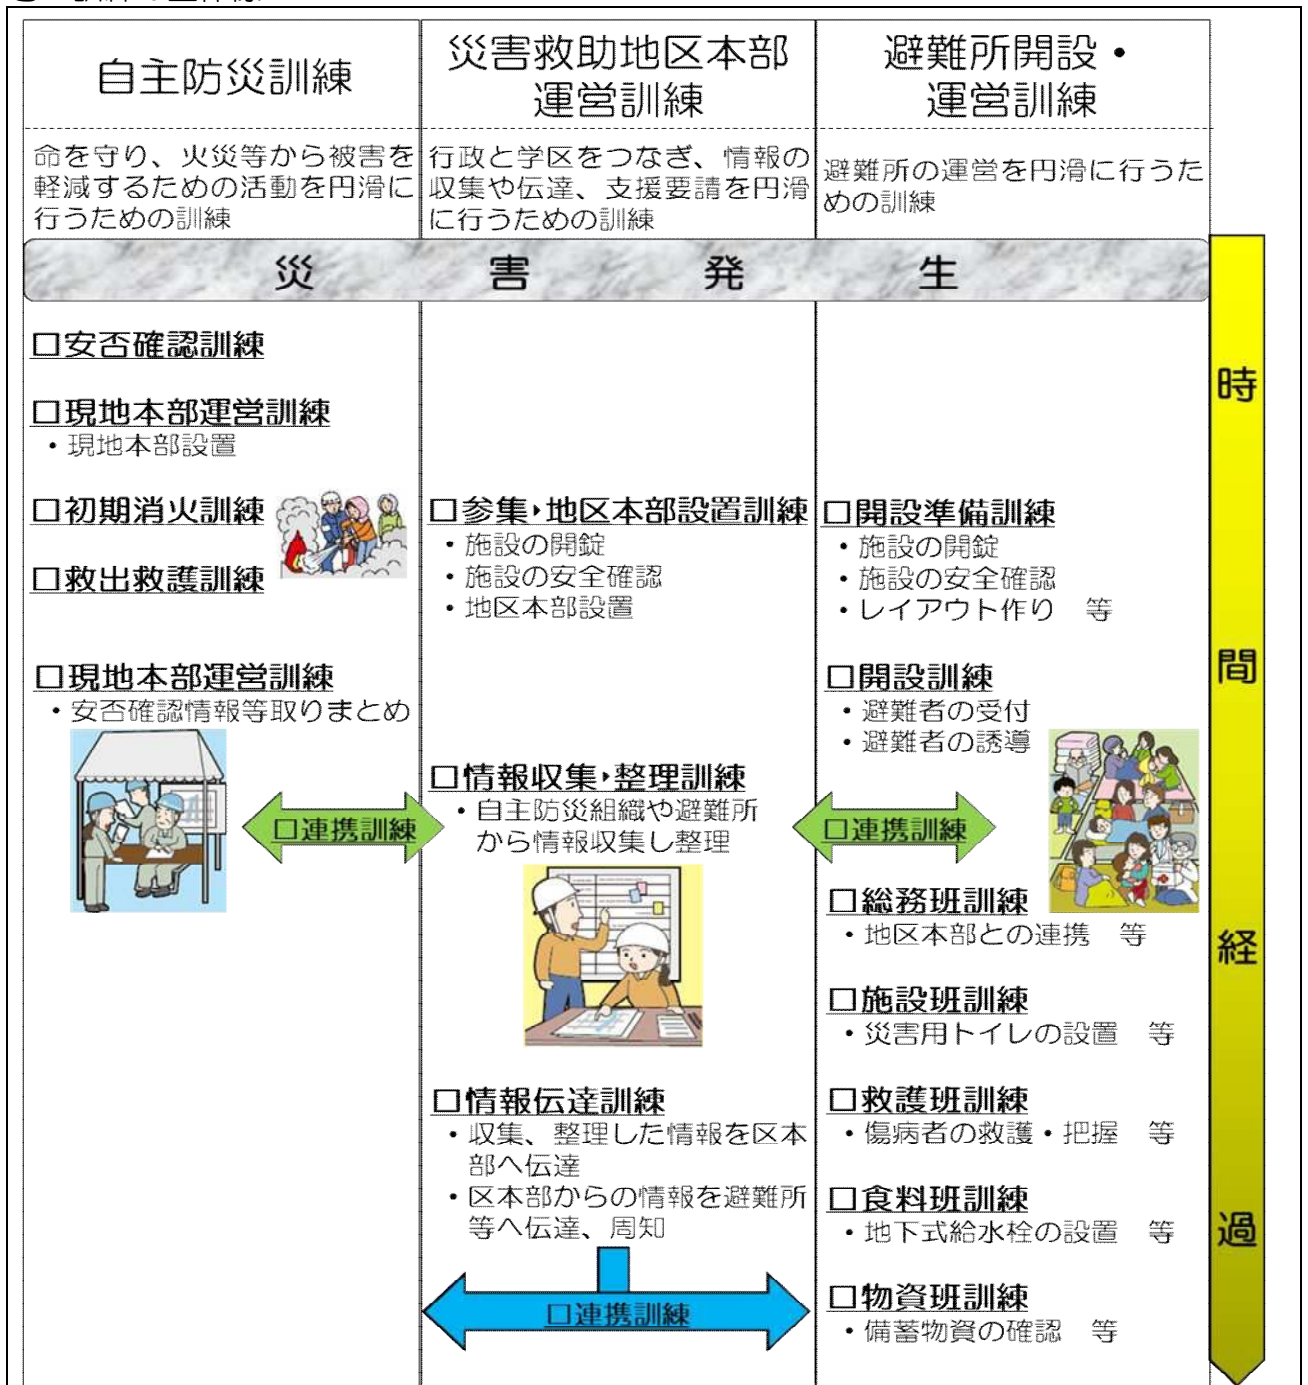 自主防災訓練
災害救助地区本部
運営訓練
避難所開設・
運営訓練
命を守り、火災等から被害を
軽減するための活動を円滑に
行うための訓練
行政と学区をつなぎ、情報の
収集や伝達、支援要請を円滑
に行うための訓練
避難所の運営を円滑に行うた
めの訓練
災害発生
時間経過
□安否確認訓練
□現地本部運営訓練
・現地本部設置
□初期消火訓練
□救出救護訓練
□現地本部運営訓練
・安否確認情報等取りまとめ
□連携訓練
□参集・地区本部設置訓練
・施設の開錠
・施設の安全確認
・地区本部設置
□情報収集・整理訓練
・自主防災組織や避難所
から情報収集し整理
□情報伝達訓練
・収集、整理した情報を区本
部へ伝達
・区本部からの情報を避難所
等へ伝達、周知
□連携訓練
□開設準備訓練
・施設の開錠
・施設の安全確認
・レイアウト作り　等
□開設訓練
・避難者の受付
・避難者の誘導
□連携訓練
□総務班訓練
・地区本部との連携　等
□施設班訓練
・災害用トイレの設置　等
□救護班訓練
・傷病者の救護・把握　等
□食料班訓練
・地下式給水栓の設置　等
□物資班訓練
・備蓄物資の確認　等